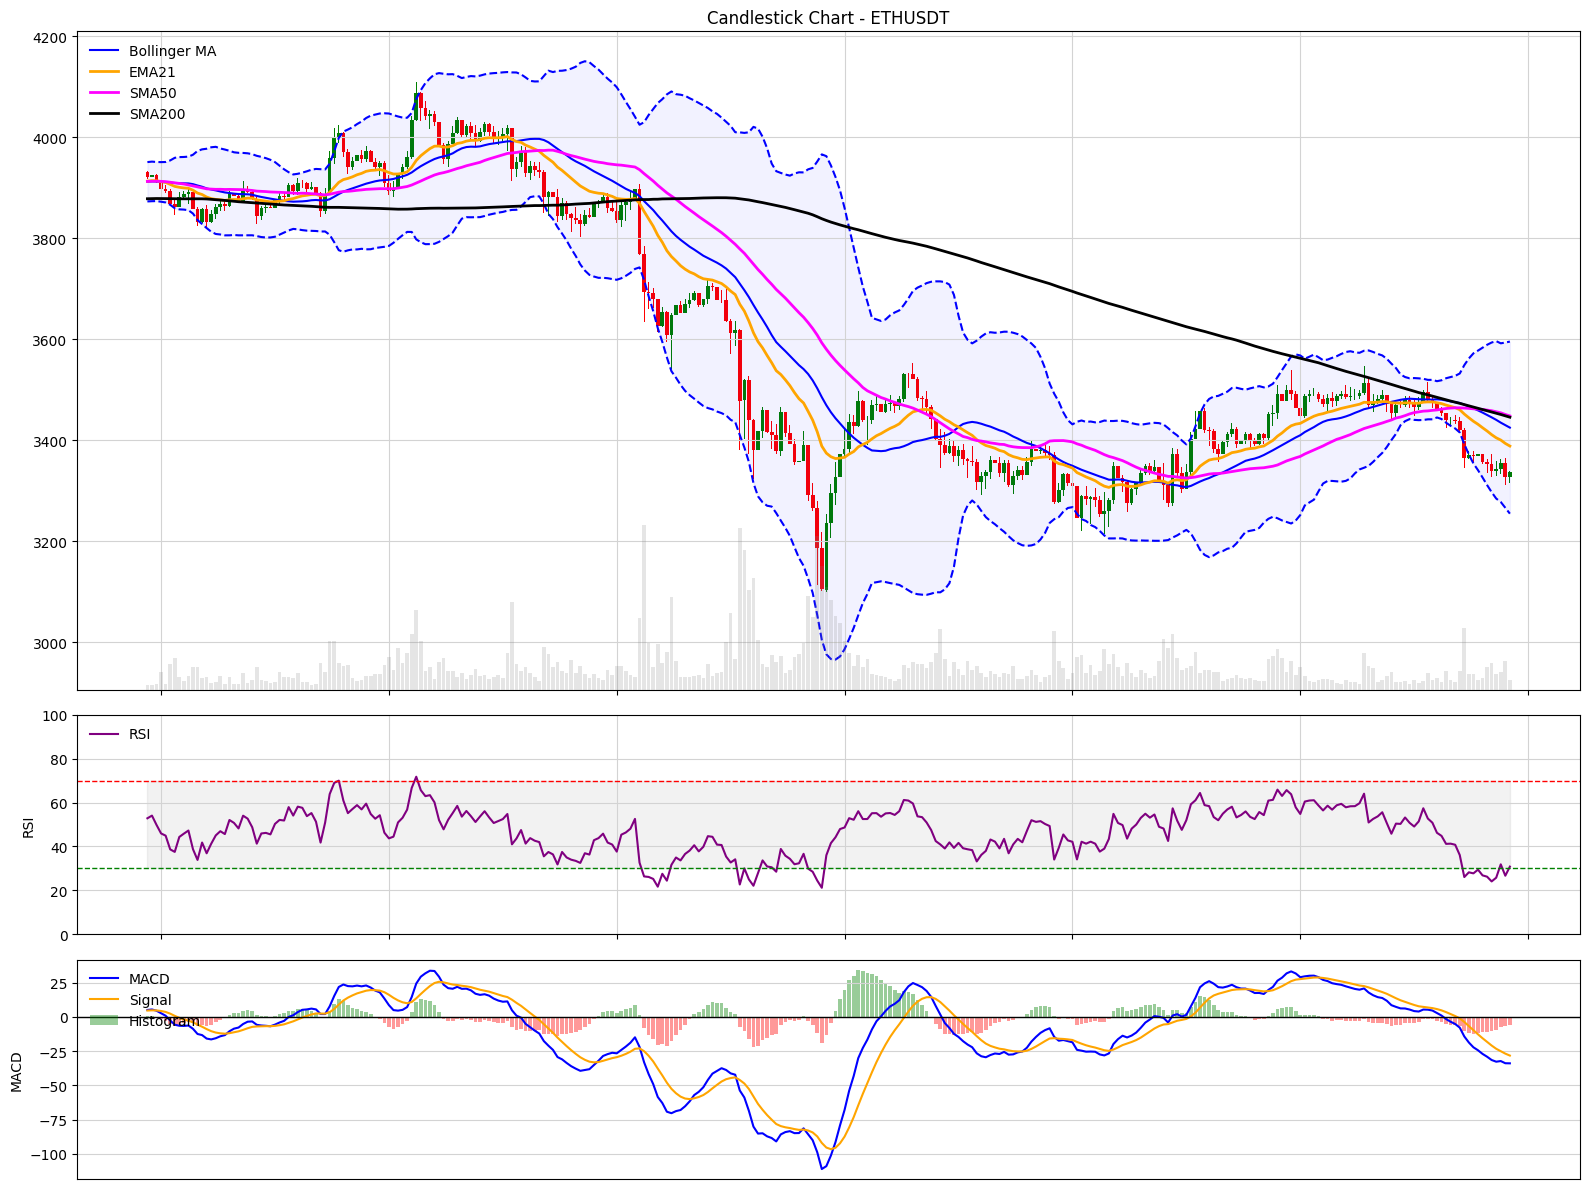 Candlestick Chart - ETHUSDT
4200
4000
3800
3600
3400
3200
3000
Bollinger MA
EMA21
SMA50
SMA200
100
80
60
40
20
0
RSI
RSI
25
0
−25
−50
−75
−100
MACD
MACD
Signal
Histogram